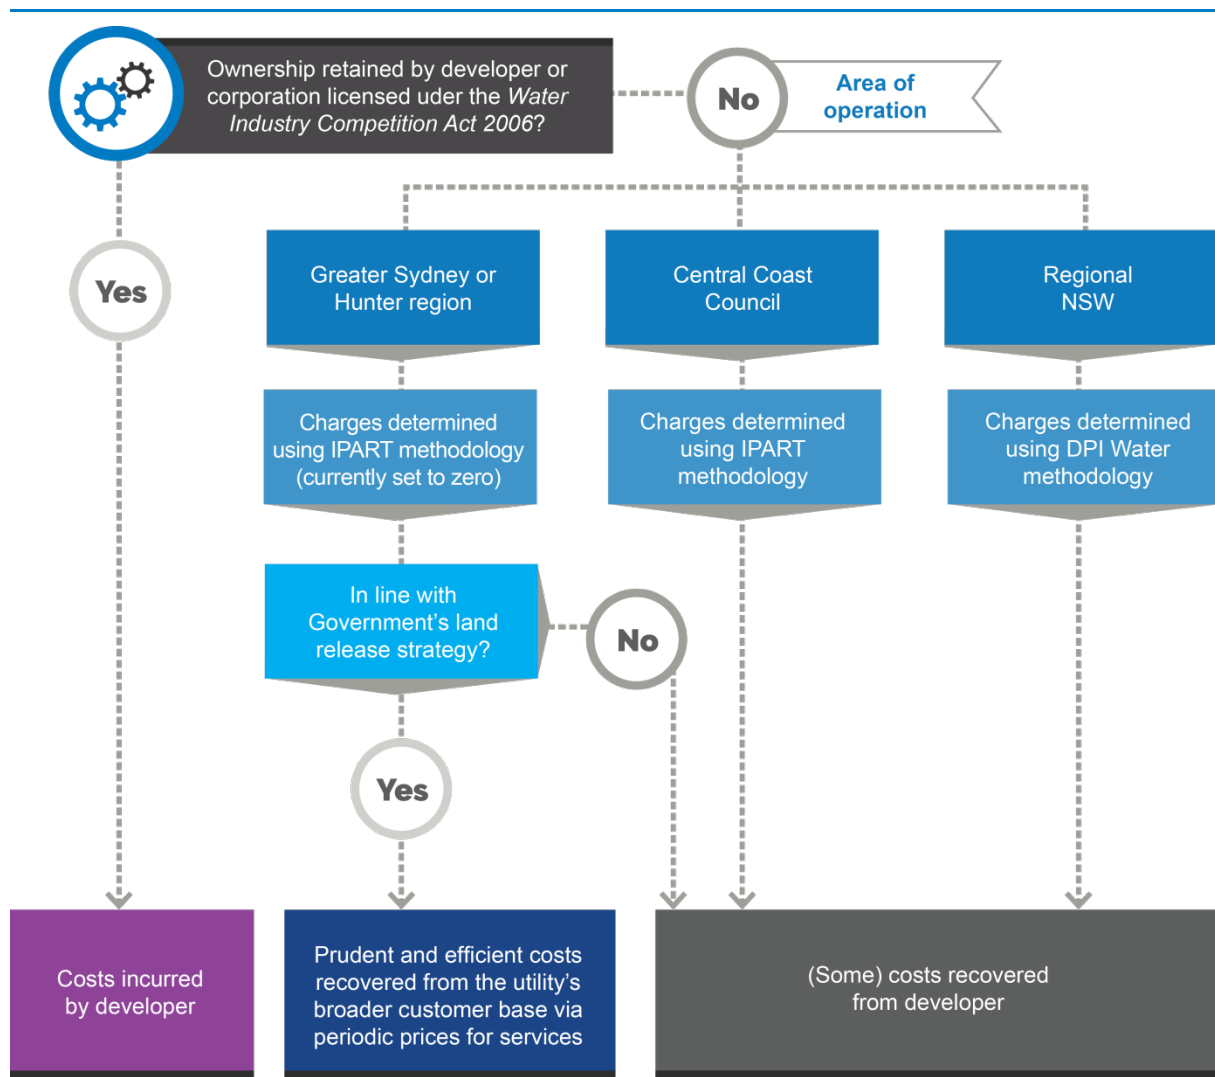 Ownership retained by developer or
corporation licensed uder the Water
Industry Competition Act 2006?
No
Area of
operation
Yes
Greater Sydney or
Hunter region
Central Coast
Council
Regional
NSW
Charges determined
using IPART methodology
(currently set to zero)
Charges determined
using IPART
methodology
Charges determined
using DPI Water
methodology
In line with
Government's land
release strategy?
No
Yes
Costs incurred
by developer
Prudent and efficient costs
recovered from the utility's
broader customer base via
periodic prices for services
(Some) costs recovered
from developer